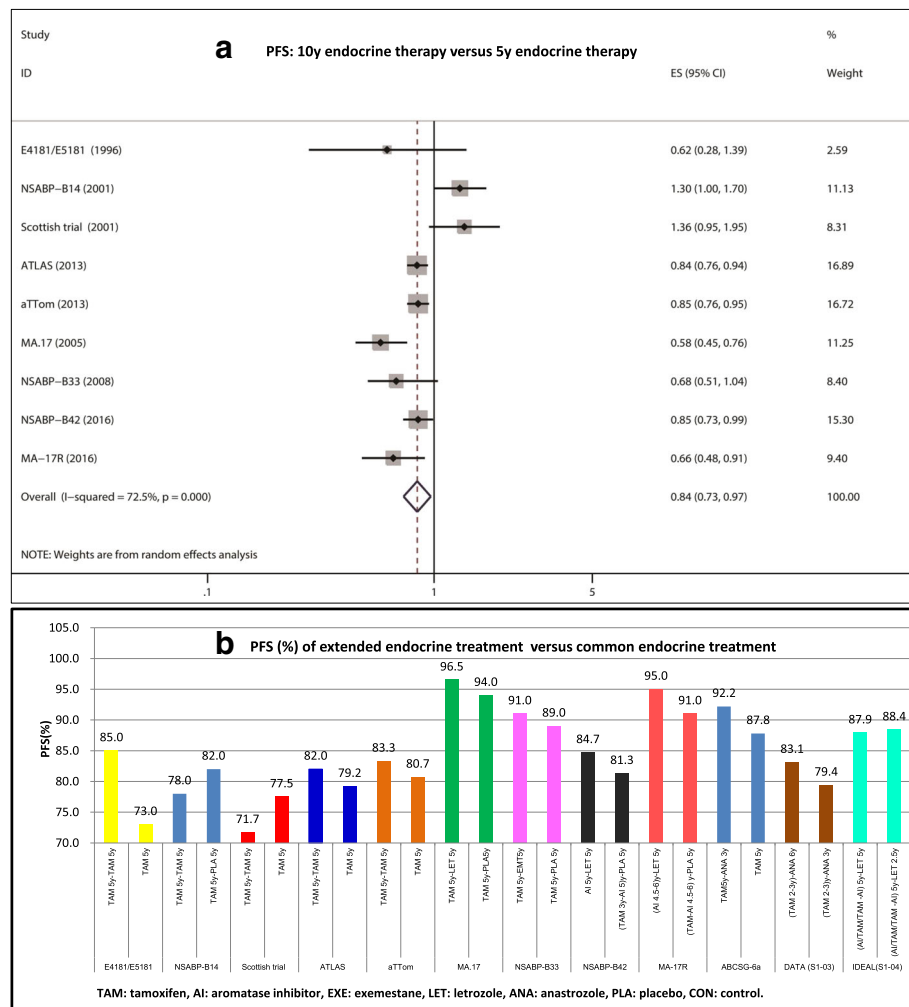 Study
%
a PFS: 10y endocrine therapy versus 5y endocrine therapy
ID ES (95% CI) Weight
E4181/E5181 (1996) 0.62 (0.28, 1.39) 2.59
NSABP−B14 (2001) 1.30 (1.00, 1.70) 11.13
Scottish trial (2001) 1.36 (0.95, 1.95) 8.31
ATLAS (2013) 0.84 (0.76, 0.94) 16.89
aTTom (2013) 0.85 (0.76, 0.95) 16.72
MA.17 (2005) 0.58 (0.45, 0.76) 11.25
NSABP−B33 (2008) 0.68 (0.51, 1.04) 8.40
NSABP−B42 (2016) 0.85 (0.73, 0.99) 15.30
MA−17R (2016) 0.66 (0.48, 0.91) 9.40
Overall (I−squared = 72.5%, p = 0.000) 0.84 (0.73, 0.97) 100.00
NOTE: Weights are from random effects analysis
.1 1 5
b PFS (%) of extended endocrine treatment versus common endocrine treatment
PFS(%)
105.0
100.0
95.0
90.0
85.0
80.0
75.0
70.0
85.0 73.0 78.0 82.0 71.7 77.5 82.0 79.2 83.3 80.7 96.5 94.0 91.0 89.0 84.7 81.3 95.0 91.0 92.2 87.8 83.1 79.4 87.9 88.4
TAM 5y-TAM 5y
TAM 5y
TAM 5y-TAM 5y
TAM 5y-PLA 5y
TAM 5y-TAM 5y
TAM 5y
TAM 5y-TAM 5y
TAM 5y
TAM 5y-TAM 5y
TAM 5y
TAM 5y-LET 5y
TAM 5y-PLA5y
TAM 5y-EMT5y
TAM 5y-PLA 5y
AI 5y-LET 5y
(TAM 3y-AI 5y)y-PLA 5y
(AI 4.5-6)y-LET 5y
(TAM-AI 4.5-6) y-PLA 5y
TAM5y-ANA 3y
TAM 5y
(TAM 2-3y)-ANA 6y
(TAM 2-3)y-ANA 3y
(AI/TAM/TAM -AI) 5y-LET 5y
(AI/TAM/TAM -AI) 5y-LET 2.5y
E4181/E5181 NSABP-B14 Scottish trial ATLAS aTTom MA.17 NSABP-B33 NSABP-B42 MA-17R ABCSG-6a DATA (S1-03) IDEAL(S1-04)
TAM: tamoxifen, AI: aromatase inhibitor, EXE: exemestane, LET: letrozole, ANA: anastrozole, PLA: placebo, CON: control.